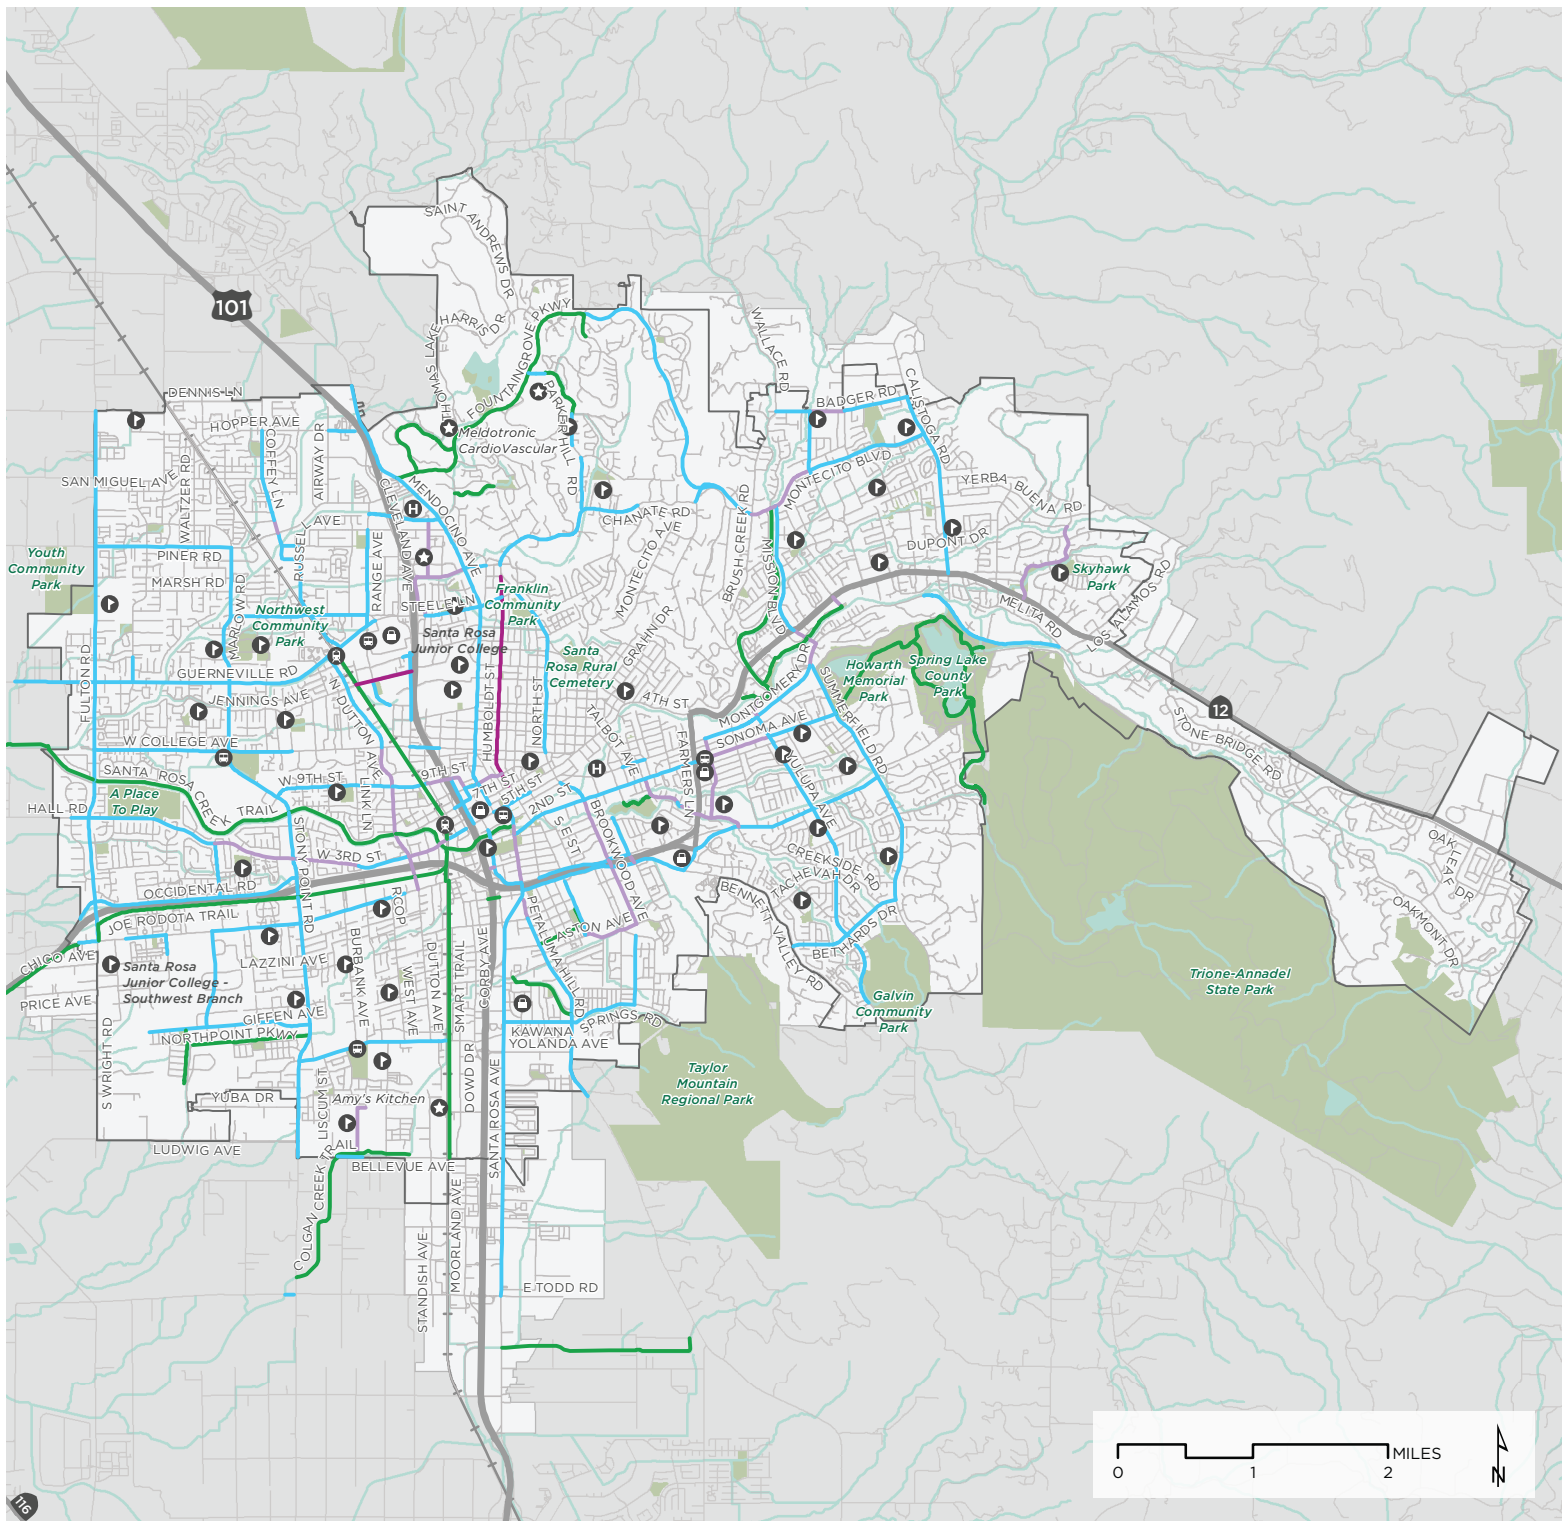 101
SAINT ANDREWS DR
HARRIS DR
THOMAS LAKE
FOUNTAINGROVE PKWY
PARKER HILL RD
WALLACE RD
BADGER RD
CALISTOGA RD
DENNIS LN
HOPPER AVE
COFFEY LN
AIRWAY DR
WALTZER RD
SAN MIGUEL AVE
Meldotronic
CardioVascular
MENDOCINO AVE
CLEVELAND AVE
CHANATE RD
MONTECITO AVE
BRUSH CREEK RD
MONTECITO BLVD
YERBA BUENA RD
DUPONT DR
MISSION BLVD
Youth
Community
Park
PINER RD
MARSH RD
MARLOW RD
RUSSELL AVE
RANGE AVE
STEELE LN
Northwest
Community
Park
Franklin
Community
Park
Santa Rosa
Junior College
Skyhawk
Park
MELITA RD
LOS ALAMOS RD
GRAHN DR
Santa
Rosa Rural
Cemetery
Howarth
Memorial
Park
Spring Lake
County
Park
FULTON RD
GUERNEVILLE RD
JENNINGS AVE
N DUTTON AVE
HUMBOLDT ST
NORTH ST
4TH ST
TALBOT AVE
MONTGOMERY DR
SONOMA AVE
SUMMERFIELD RD
12
STONE BRIDGE RD
W COLLEGE AVE
SANTA ROSA CREEK TRAIL
W 9TH ST
LINK LN
9TH ST
7TH ST
5TH ST
2ND ST
FARMERS LN
YULUPA AVE
A Place
To Play
HALL RD
STONY POINT RD
W 3RD ST
S E ST
BROOKWOOD AVE
CREEKSIDE RD
TACHEVAH DR
OAK LEAF DR
OAKMONT DR
OCCIDENTAL RD
JOE RODOTA TRAIL
RCOP
PETALUMA HILL RD
ASTON AVE
BENNETT VALLEY RD
BETHARDS DR
CHICO AVE
PRICE AVE
Santa Rosa
Junior College -
Southwest Branch
LAZZINI AVE
BURBANK AVE
WEST AVE
DUTTON AVE
SMART TRAIL
CORBY AVE
Galvin
Community
Park
Trione-Annadel
State Park
GIFFEN AVE
NORTHPOINT PKWY
KAWANA SPRINGS RD
YOLANDA AVE
S WRIGHT RD
Taylor
Mountain
Regional Park
YUBA DR
LISCUM ST
Amy's Kitchen
DOWD DR
SANTA ROSA AVE
LUDWIG AVE
COLGAN CREEK TRAIL
BELLEVUE AVE
STANDISH AVE
MOORLAND AVE
E TODD RD
0
1
2
MILES
N
116